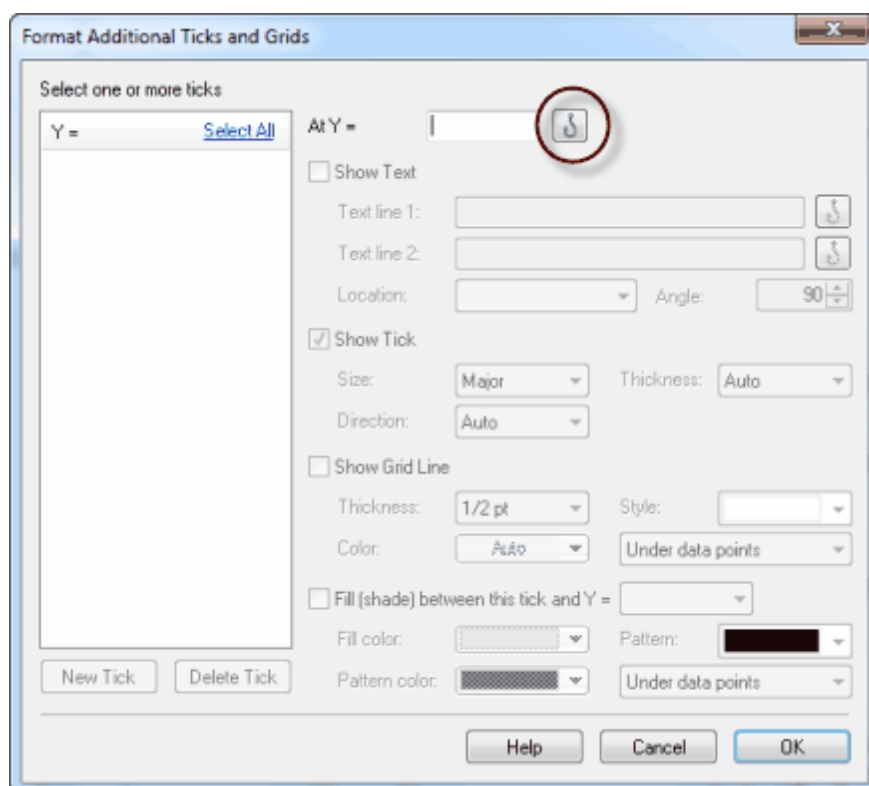 Format Additional Ticks and Grids
Select one or more ticks
Y = Select All
At Y =
Show Text
Text line 1:
Text line 2:
Location: Angle: 90
Show Tick
Size: Major Thickness: Auto
Direction: Auto
Show Grid Line
Thickness: 1/2 pt Style:
Color: Auto Under data points
Fill (shade) between this tick and Y =
Fill color: Pattern:
New Tick Delete Tick Pattern color: Under data points
Help Cancel OK